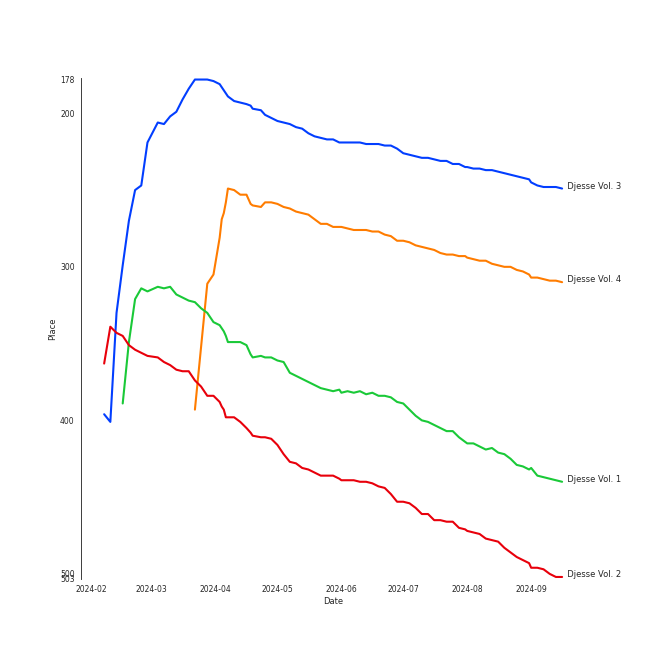 178
200
Djesse Vol. 3
300
Djesse Vol. 4
Place
400
Djesse Vol. 1
500
503
Djesse Vol. 2
2024-02 2024-03 2024-04 2024-05 2024-06 2024-07 2024-08 2024-09
Date